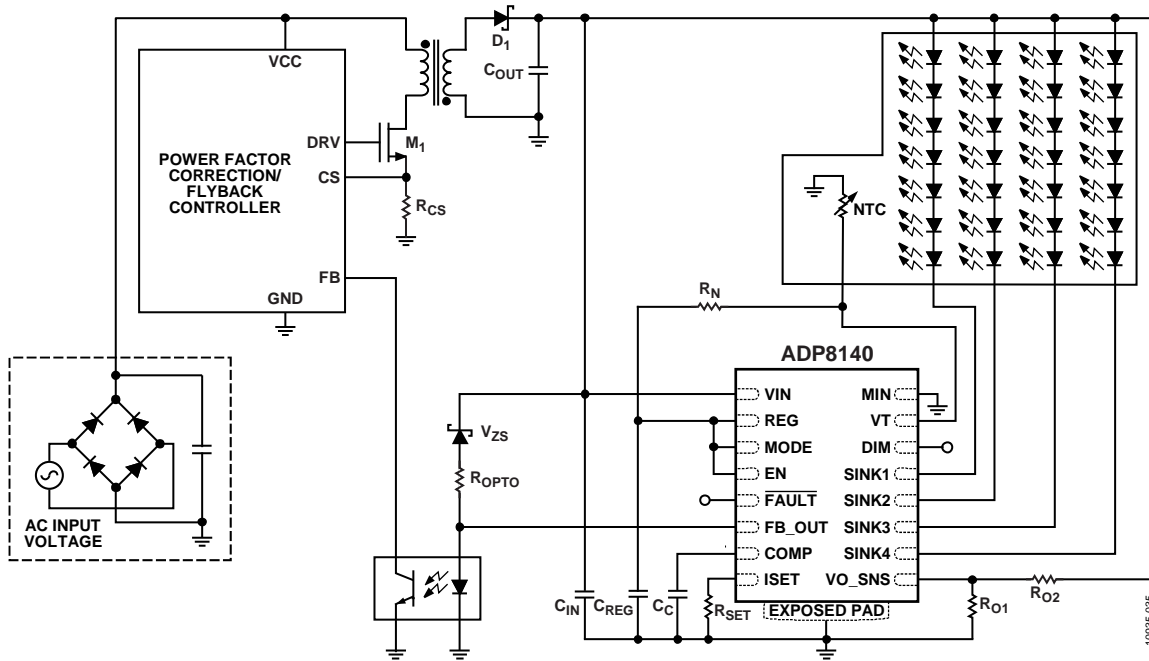 VCC
D1
COUT
DRV
M1
POWER FACTOR
CORRECTION/
FLYBACK
CONTROLLER
CS
RCS
NTC
FB
GND
RN
ADP8140
VIN
MIN
REG
VT
VZS
MODE
DIM
EN
SINK1
ROPTO
FAULT
SINK2
AC INPUT
VOLTAGE
FB_OUT
SINK3
COMP
SINK4
ISET
VO_SNS
RO2
CIN
CREG
CC
RSET
EXPOSED PAD
RO1